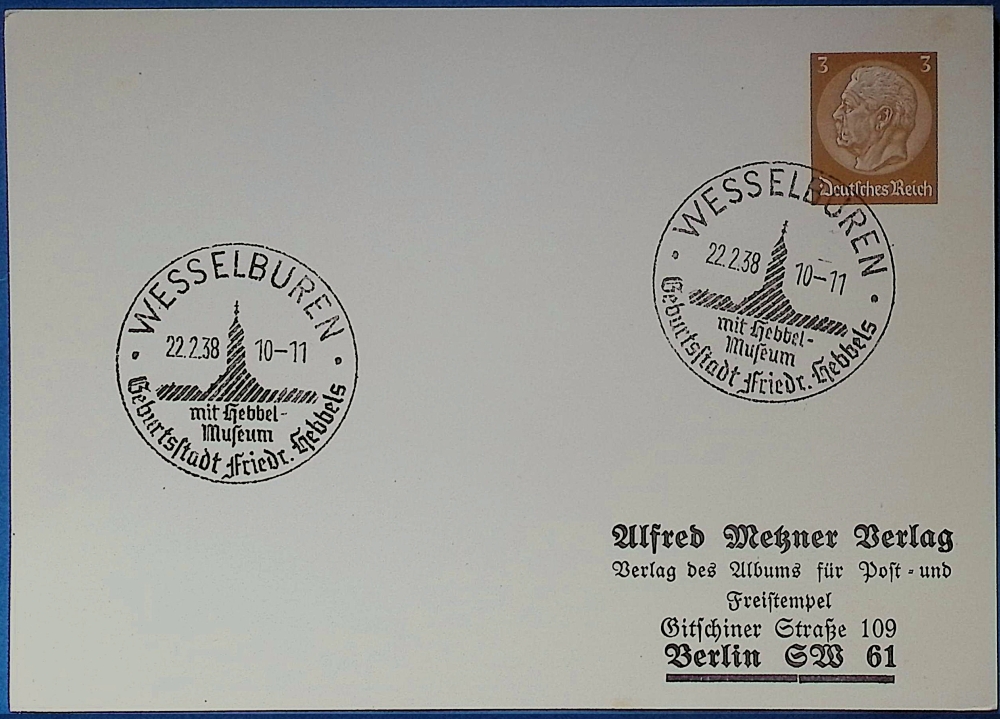 3 3
Deutsches Reich
WESSELBUREN
22.2.38 10-11
mit Hebbel-
Museum
Geburtsstadt Friedr. Hebbels
WESSELBUREN
22.2.38 10-11
mit Hebbel-
Museum
Geburtsstadt Friedr. Hebbels
Alfred Metzner Verlag
Verlag des Albums für Post- und
Freistempel
Gitschiner Straße 109
Berlin SW 61